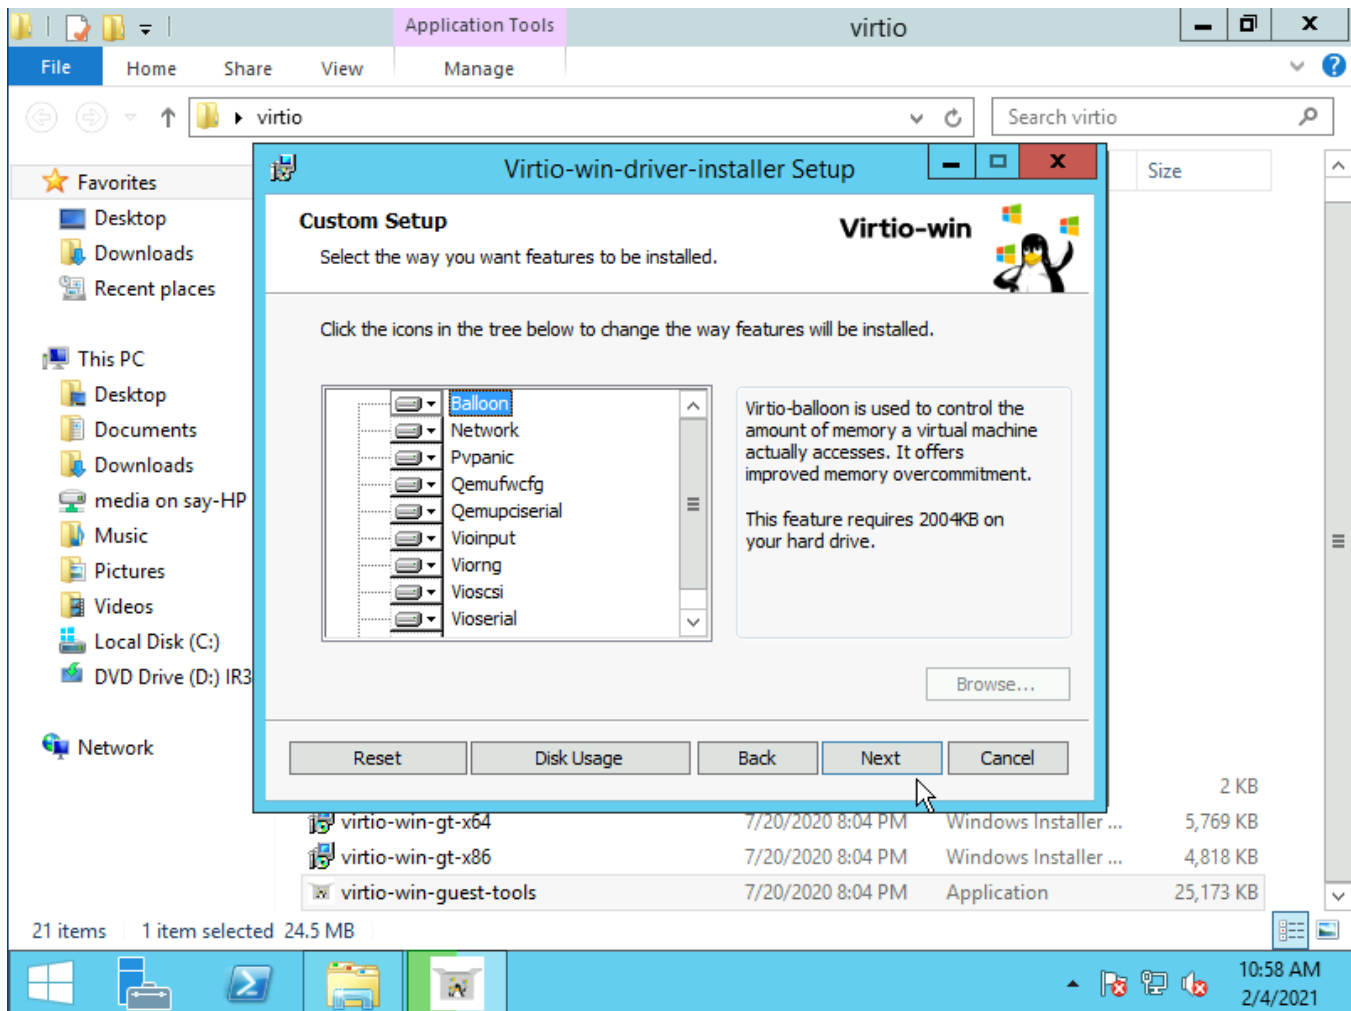 Application Tools
virtio
File
Home
Share
View
Manage
virtio
Search virtio
Favorites
Desktop
Downloads
Recent places
This PC
Desktop
Documents
Downloads
media on say-HP
Music
Pictures
Videos
Local Disk (C:)
DVD Drive (D:) IR3
Network
Size
Virtio-win-driver-installer Setup
Custom Setup
Select the way you want features to be installed.
Virtio-win
Click the icons in the tree below to change the way features will be installed.
Balloon
Network
Pvpanic
Qemufwcfg
Qemupciserial
Vioinput
Viorng
Vioscsi
Vioserial
Virtio-balloon is used to control the
amount of memory a virtual machine
actually accesses. It offers
improved memory overcommitment.
This feature requires 2004KB on
your hard drive.
Browse...
Reset
Disk Usage
Back
Next
Cancel
2 KB
virtio-win-gt-x64 7/20/2020 8:04 PM Windows Installer ... 5,769 KB
virtio-win-gt-x86 7/20/2020 8:04 PM Windows Installer ... 4,818 KB
virtio-win-guest-tools 7/20/2020 8:04 PM Application 25,173 KB
21 items 1 item selected 24.5 MB
10:58 AM
2/4/2021